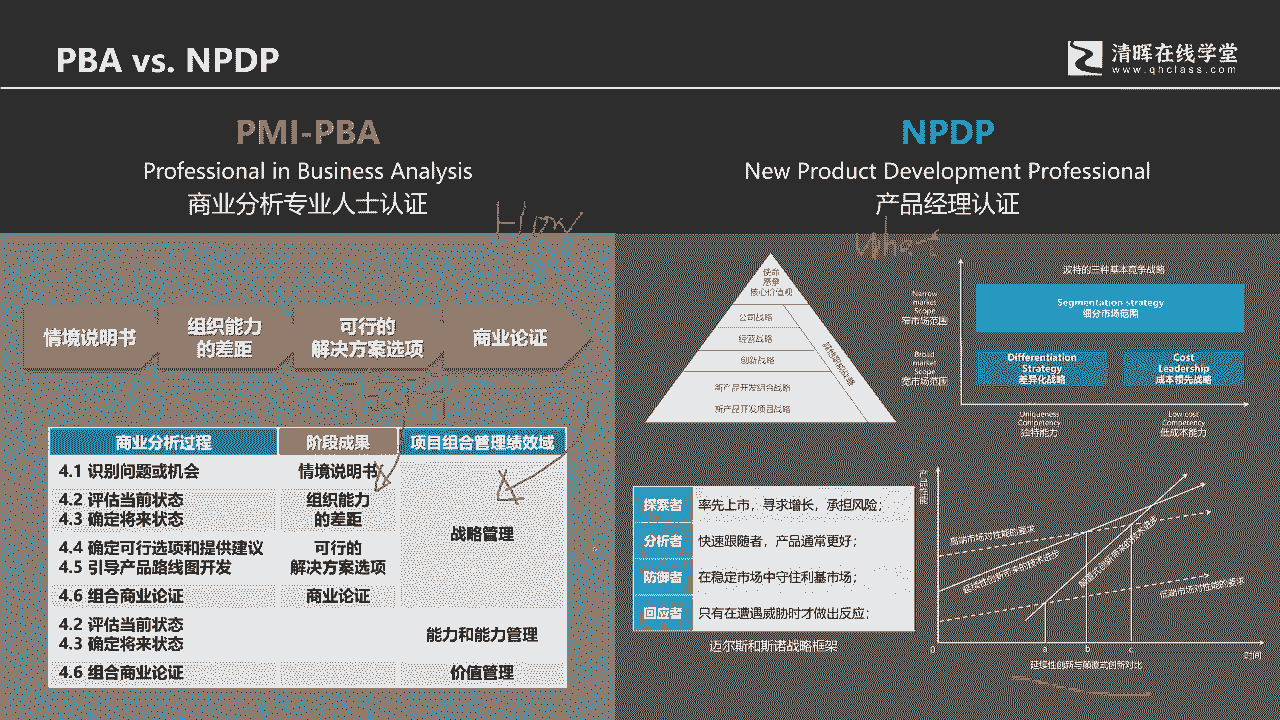 PBA vs. NPDP
清晖在线学堂
www.qhclass.com
PMI-PBA
Professional in Business Analysis
商业分析专业人士认证
How
情境说明书
组织能力
的差距
可行的
解决方案选项
商业论证
商业分析过程 阶段成果 项目组合管理绩效域
4.1 识别问题或机会 情境说明书
4.2 评估当前状态 组织能力
4.3 确定将来状态 的差距
战略管理
4.4 确定可行选项和提供建议 可行的
4.5 引导产品路线图开发 解决方案选项
4.6 组合商业论证 商业论证
4.2 评估当前状态
4.3 确定将来状态
能力和能力管理
4.6 组合商业论证 价值管理
NPDP
New Product Development Professional
产品经理认证
what
使命
愿景
核心价值观
公司战略
经营战略
创新战略
新产品开发组合战略
新产品开发项目战略
波特的三种基本竞争战略
Narrow
market
Scope
窄市场范围
Segmentation strategy
细分市场范围
Broad
market
Scope
宽市场范围
Differentiation
Strategy
差异化战略
Cost
Leadership
成本领先战略
Uniqueness
Competency
独特能力
Low cost
Competency
低成本能力
探索者 率先上市，寻求增长，承担风险；
分析者 快速跟随者，产品通常更好；
防御者 在稳定市场中守住利基市场；
回应者 只有在遭遇威胁时才做出反应；
迈尔斯和斯诺战略框架
产品性能
高端市场对性能的要求
延续性创新带来的技术进步
低端市场对性能的要求
0
a
b
c
时间
延续性创新与颠覆式创新对比